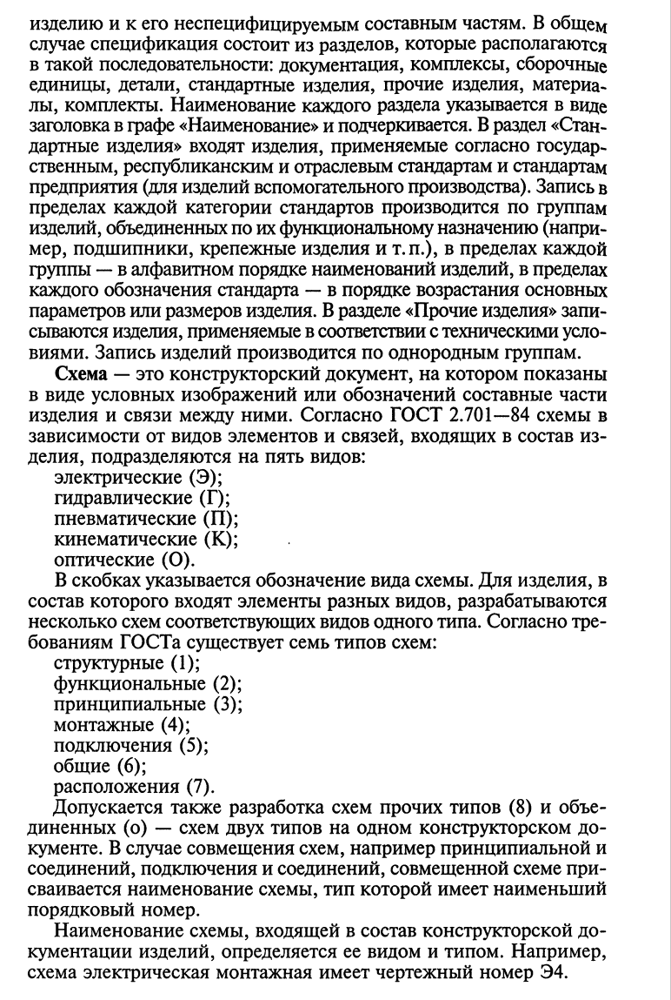 изделию и к его неспецифицируемым составным частям. В общем
случае спецификация состоит из разделов, которые располагаются
в такой последовательности: документация, комплексы, сборочные
единицы, детали, стандартные изделия, прочие изделия, материа-
лы, комплекты. Наименование каждого раздела указывается в виде
заголовка в графе «Наименование» и подчеркивается. В раздел «Стан-
дартные изделия» входят изделия, применяемые согласно государ-
ственным, республиканским и отраслевым стандартам и стандартам
предприятия (для изделий вспомогательного производства). Запись в
пределах каждой категории стандартов производится по группам
изделий, объединенных по их функциональному назначению (напри-
мер, подшипники, крепежные изделия и т. п.), в пределах каждой
группы — в алфавитном порядке наименований изделий, в пределах
каждого обозначения стандарта — в порядке возрастания основных
параметров или размеров изделия. В разделе «Прочие изделия» запи-
сываются изделия, применяемые в соответствии с техническими усло-
виями. Запись изделий производится по однородным группам.
Схема — это конструкторский документ, на котором показаны
в виде условных изображений или обозначений составные части
изделия и связи между ними. Согласно ГОСТ 2.701—84 схемы в
зависимости от видов элементов и связей, входящих в состав из-
делия, подразделяются на пять видов:
электрические (Э);
гидравлические (Г);
пневматические (П);
кинематические (К);
оптические (О).
В скобках указывается обозначение вида схемы. Для изделия, в
состав которого входят элементы разных видов, разрабатываются
несколько схем соответствующих видов одного типа. Согласно тре-
бованиям ГОСТа существует семь типов схем:
структурные (1);
функциональные (2);
принципиальные (3);
монтажные (4);
подключения (5);
общие (6);
расположения (7).
Допускается также разработка схем прочих типов (8) и объе-
диненных (о) — схем двух типов на одном конструкторском до-
кументе. В случае совмещения схем, например принципиальной и
соединений, подключения и соединений, совмещенной схеме при-
сваивается наименование схемы, тип которой имеет наименьший
порядковый номер.
Наименование схемы, входящей в состав конструкторской до-
кументации изделий, определяется ее видом и типом. Например,
схема электрическая монтажная имеет чертежный номер Э4.